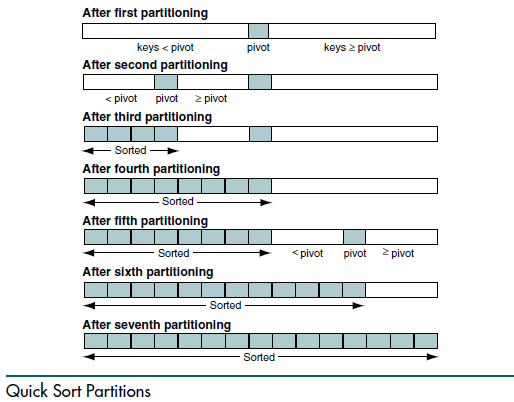 After first partitioning
keys < pivot pivot keys ≥ pivot
After second partitioning
< pivot pivot ≥ pivot
After third partitioning
Sorted
After fourth partitioning
Sorted
After fifth partitioning
Sorted < pivot pivot ≥ pivot
After sixth partitioning
Sorted
After seventh partitioning
Sorted
Quick Sort Partitions